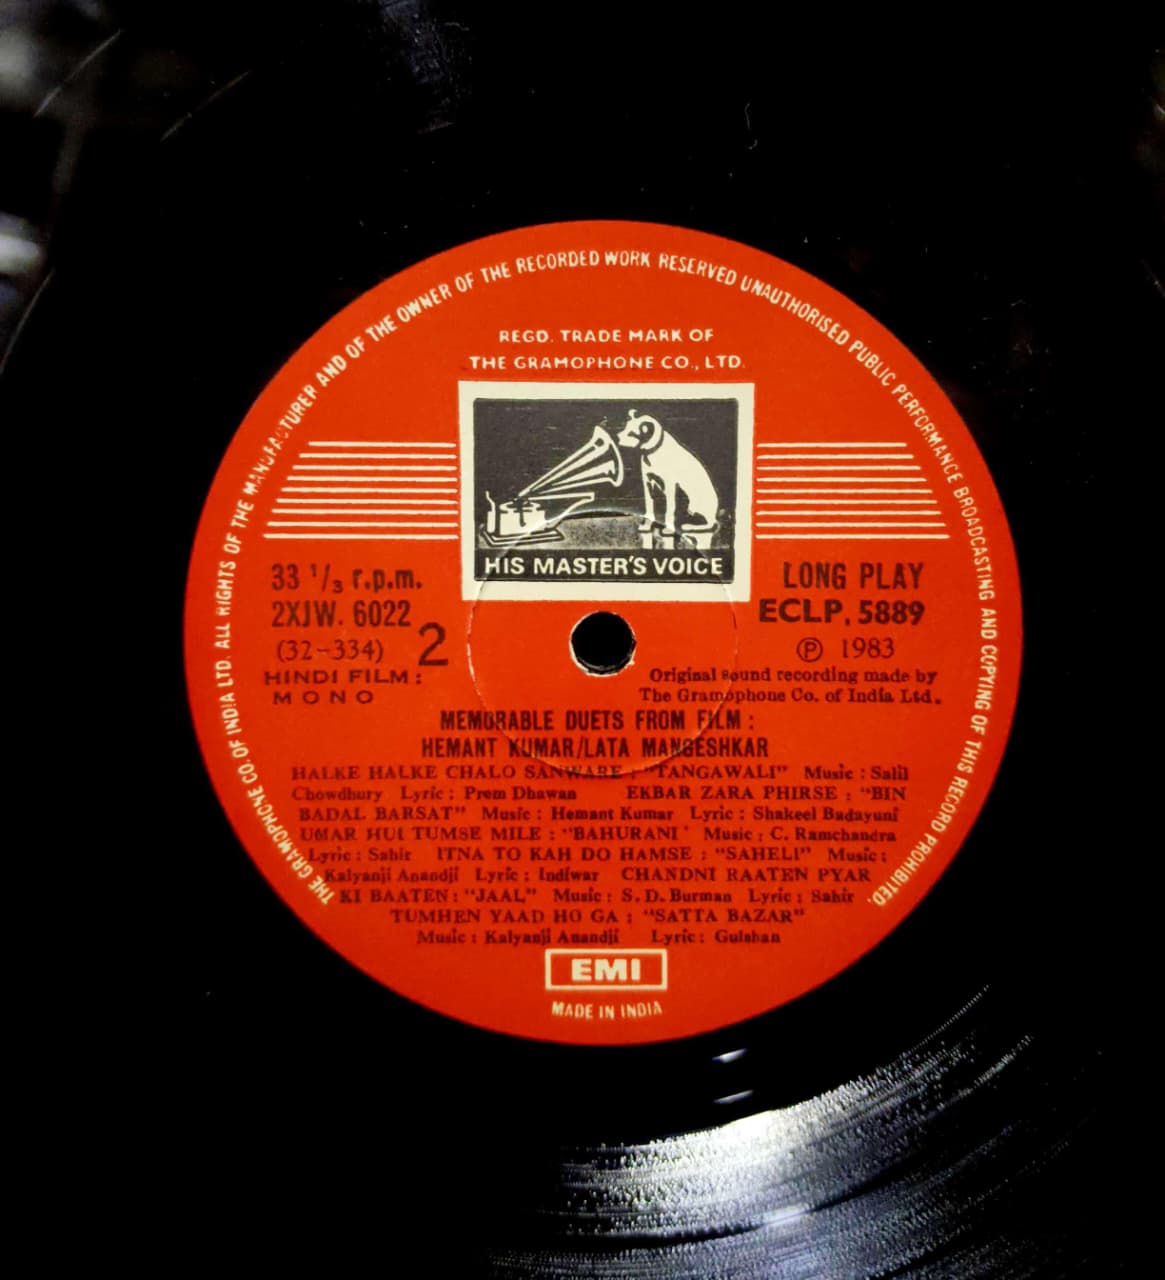 THE GRAMOPHONE CO. OF INDIA LTD. ALL RIGHTS OF THE MANUFACTURER AND OF THE OWNER OF THE RECORDED WORK RESERVED UNAUTHORISED PUBLIC PERFORMANCE BROADCASTING AND COPYING OF THIS RECORD PROHIBITED.
REGD. TRADE MARK OF
THE GRAMOPHONE CO., LTD.
HIS MASTER'S VOICE
33 1/3 r.p.m.
2XJW. 6022
(32-334)
2
HINDI FILM:
MONO
LONG PLAY
ECLP. 5889
Ⓟ 1983
Original sound recording made by
The Gramophone Co. of India Ltd.
MEMORABLE DUETS FROM FILM :
HEMANT KUMAR/LATA MANGESHKAR
HALKE HALKE CHALO SANWARE : "TANGAWALI" Music : Salil
Chowdhury Lyric : Prem Dhawan EKBAR ZARA PHIRSE : "BIN
BADAL BARSAT" Music : Hemant Kumar Lyric : Shakeel Badayuni
UMAR HUI TUMSE MILE : "BAHURANI" Music : C. Ramchandra
Lyric : Sahir ITNA TO KAH DO HAMSE : "SAHELI" Music :
Kalyanji Anandji Lyric : Indiwar CHANDNI RAATEN PYAR
KI BAATEN : "JAAL" Music : S. D. Burman Lyric : Sahir
TUMHEN YAAD HO GA : "SATTA BAZAR"
Music : Kalyanji Anandji Lyric : Gulshan
EMI
MADE IN INDIA